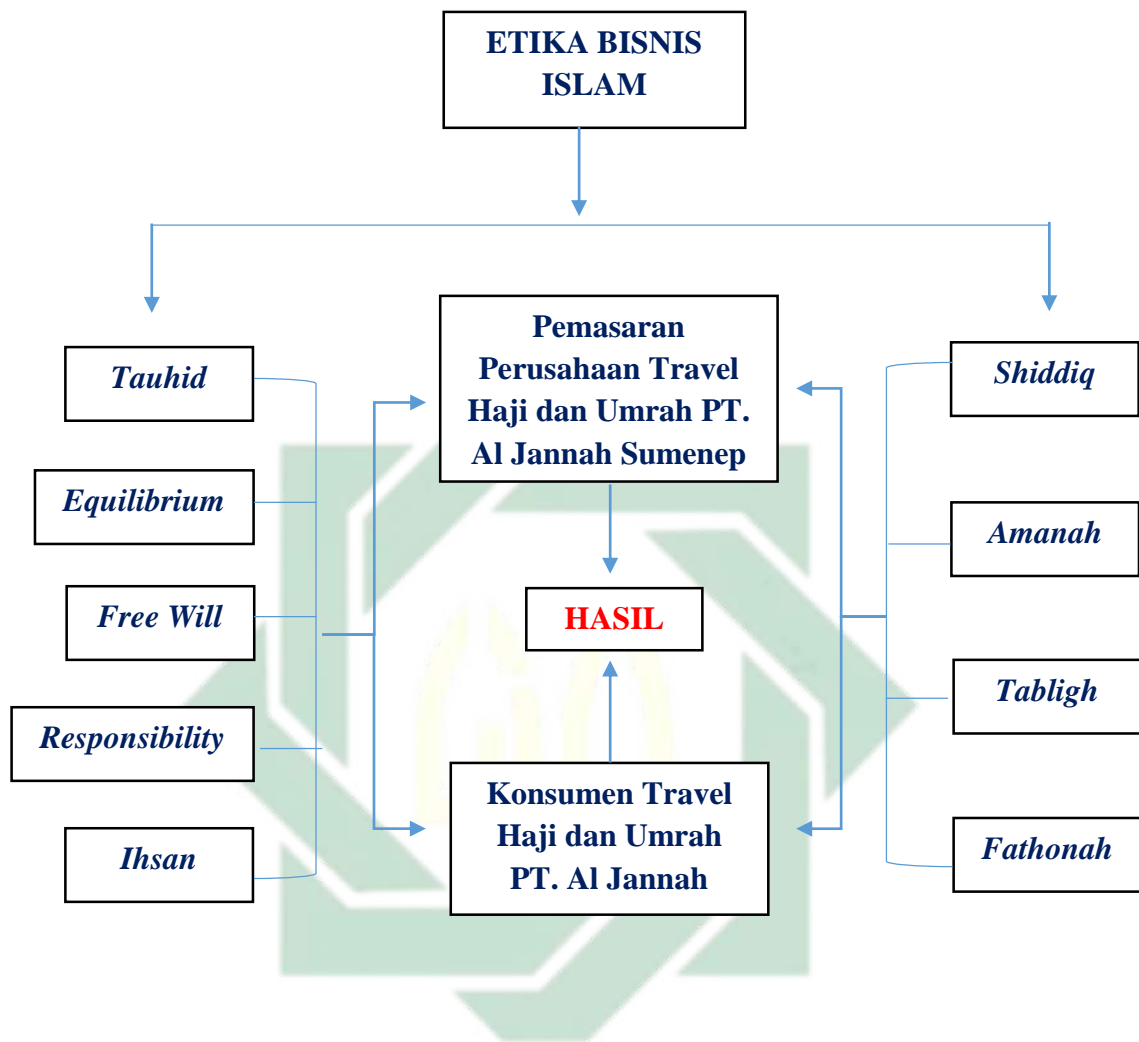 ETIKA BISNIS
ISLAM
Tauhid
Equilibrium
Free Will
Responsibility
Ihsan
Pemasaran
Perusahaan Travel
Haji dan Umrah PT.
Al Jannah Sumenep
HASIL
Konsumen Travel
Haji dan Umrah
PT. Al Jannah
Shiddiq
Amanah
Tabligh
Fathonah